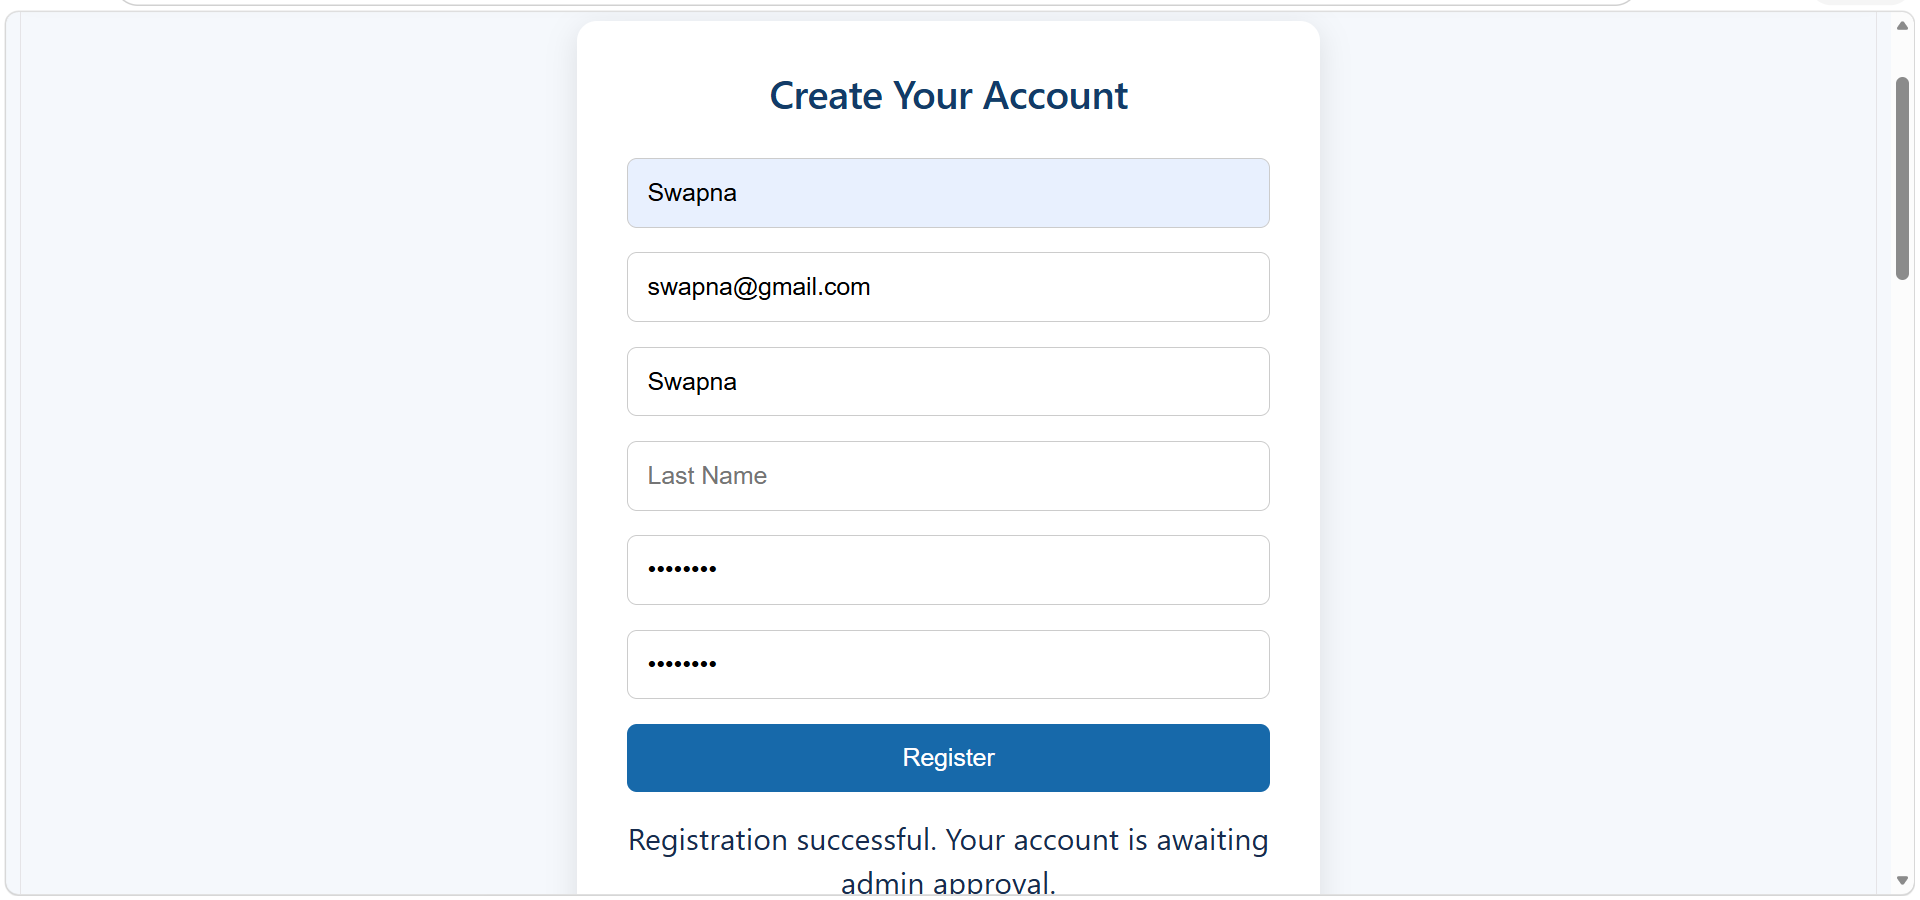 Create Your Account
Swapna
swapna@gmail.com
Swapna
Last Name
••••••••
••••••••
Register
Registration successful. Your account is awaiting
admin approval.